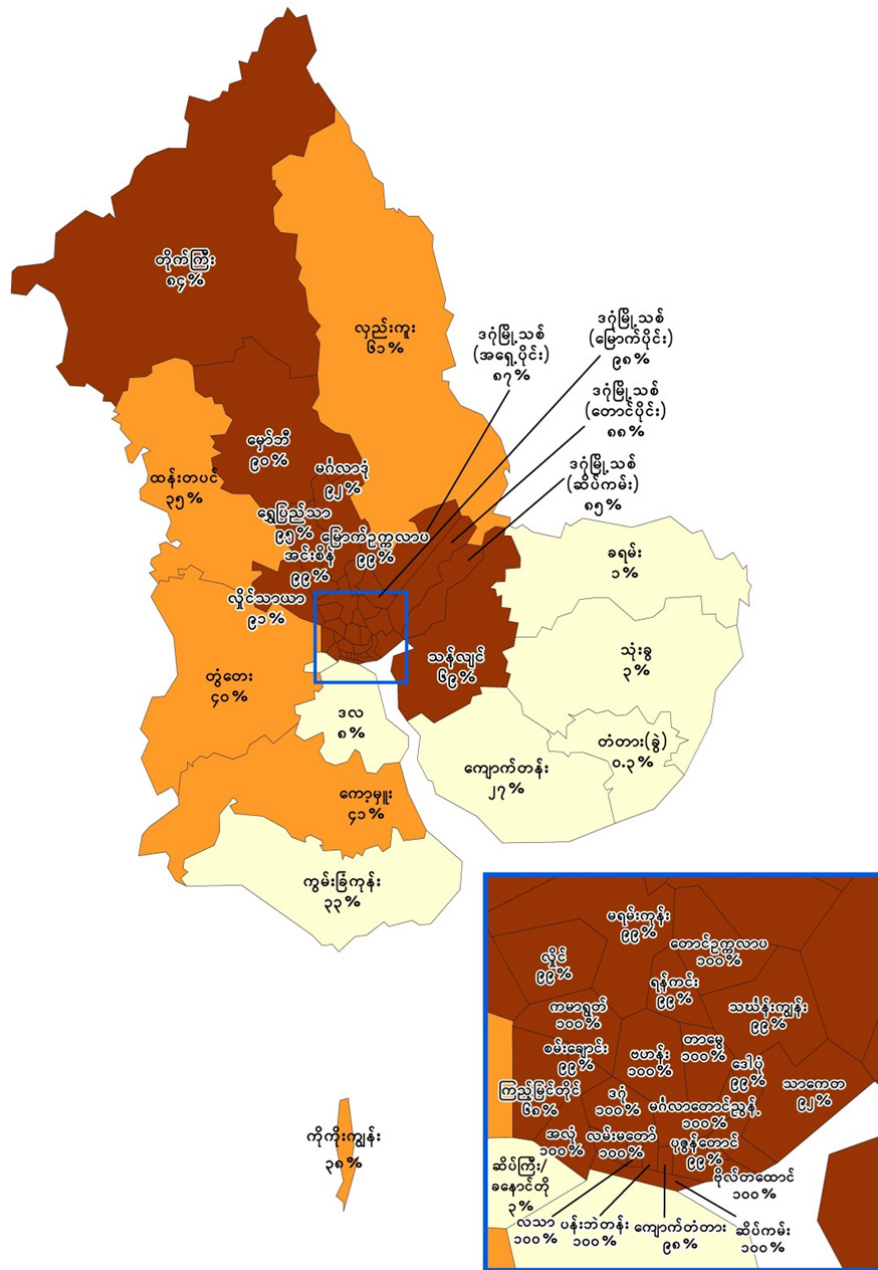 တိုက်ကြီး
၈၄%
လှည်းကူး
၆၁%
ဒဂုံမြို့သစ်
(အရှေ့ပိုင်း)
၈၇%
ဒဂုံမြို့သစ်
(မြောက်ပိုင်း)
၉၈%
ဒဂုံမြို့သစ်
(တောင်ပိုင်း)
၈၈%
ဒဂုံမြို့သစ်
(ဆိပ်ကမ်း)
၈၅%
မှော်ဘီ
၉၀%
မင်္ဂလာဒုံ
၉၂%
ထန်းတပင်
၃၅%
ရွှေပြည်သာ
၉၅%
မြောက်ဥက္ကလာပ
၉၉%
အင်းစိန်
၉၉%
လှိုင်သာယာ
၉၁%
ခရမ်း
၁%
သုံးခွ
၃%
သန်လျင်
၆၉%
တွံတေး
၄၀%
ဒလ
၈%
တံတား(ခွဲ)
၀.၃%
ကျောက်တန်း
၂၇%
ကော့မှူး
၄၁%
ကွမ်းခြံကုန်း
၃၃%
ကိုကိုးကျွန်း
၃၈%
မရမ်းကုန်း
၉၉%
တောင်ဥက္ကလာပ
၁၀၀%
လှိုင်
၉၉%
ရန်ကင်း
၉၉%
ကမာရွတ်
၁၀၀%
သင်္ဃန်းကျွန်း
၉၉%
တာမွေ
၁၀၀%
စမ်းချောင်း
၉၉%
ဗဟန်း
၁၀၀%
ဒေါပုံ
၉၉%
သာကေတ
၉၂%
ကြည့်မြင်တိုင်
၆၈%
ဒဂုံ
၁၀၀%
မင်္ဂလာတောင်ညွန့်
၁၀၀%
အလုံ
၁၀၀%
လမ်းမတော်
၁၀၀%
ပုဇွန်တောင်
၉၉%
ဗိုလ်တထောင်
၁၀၀%
ဆိပ်ကြီး/
ခနောင်တို
၃%
လသာ
၁၀၀%
ပန်းဘဲတန်း
၁၀၀%
ကျောက်တံတား
၉၈%
ဆိပ်ကမ်း
၁၀၀%